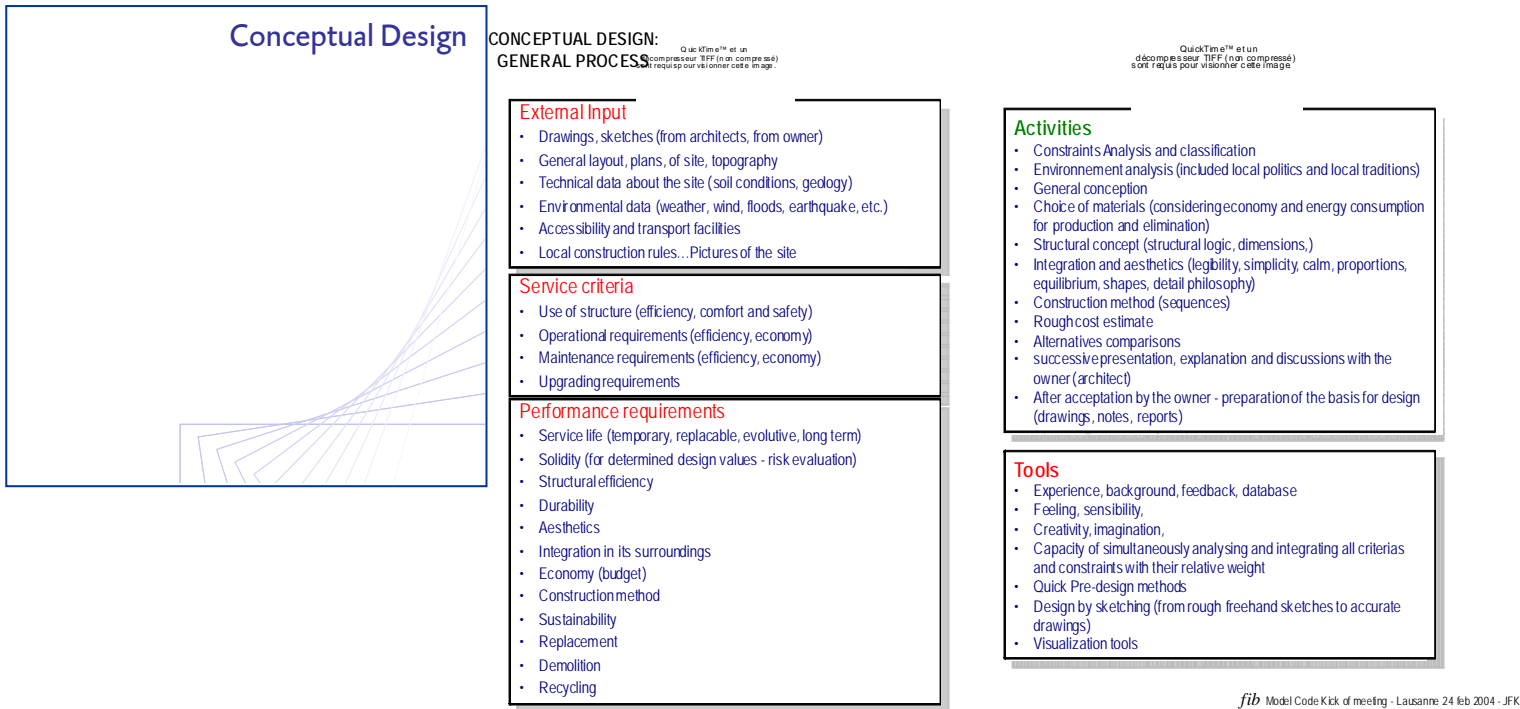 Conceptual Design
CONCEPTUAL DESIGN:
GENERAL PROCESS
QuickTime™ et un
décompresseur TIFF (non compressé)
sont requis pour visionner cette image.
External Input
• Drawings, sketches (from architects, from owner)
• General layout, plans, of site, topography
• Technical data about the site (soil conditions, geology)
• Environmental data (weather, wind, floods, earthquake, etc.)
• Accessibility and transport facilities
• Local construction rules...Pictures of the site
Service criteria
• Use of structure (efficiency, comfort and safety)
• Operational requirements (efficiency, economy)
• Maintenance requirements (efficiency, economy)
• Upgrading requirements
Performance requirements
• Service life (temporary, replacable, evolutive, long term)
• Solidity (for determined design values - risk evaluation)
• Structural efficiency
• Durability
• Aesthetics
• Integration in its surroundings
• Economy (budget)
• Construction method
• Sustainability
• Replacement
• Demolition
• Recycling
QuickTime™ et un
décompresseur TIFF (non compressé)
sont requis pour visionner cette image.
Activities
• Constraints Analysis and classification
• Environnement analysis (included local politics and local traditions)
• General conception
• Choice of materials (considering economy and energy consumption
for production and elimination)
• Structural concept (structural logic, dimensions,)
• Integration and aesthetics (legibility, simplicity, calm, proportions,
equilibrium, shapes, detail philosophy)
• Construction method (sequences)
• Rough cost estimate
• Alternatives comparisons
• successive presentation, explanation and discussions with the
owner (architect)
• After acceptation by the owner - preparation of the basis for design
(drawings, notes, reports)
Tools
• Experience, background, feedback, database
• Feeling, sensibility,
• Creativity, imagination,
• Capacity of simultaneously analysing and integrating all criterias
and constraints with their relative weight
• Quick Pre-design methods
• Design by sketching (from rough freehand sketches to accurate
drawings)
• Visualization tools
fib Model Code Kick of meeting - Lausanne 24 feb 2004 - JFK